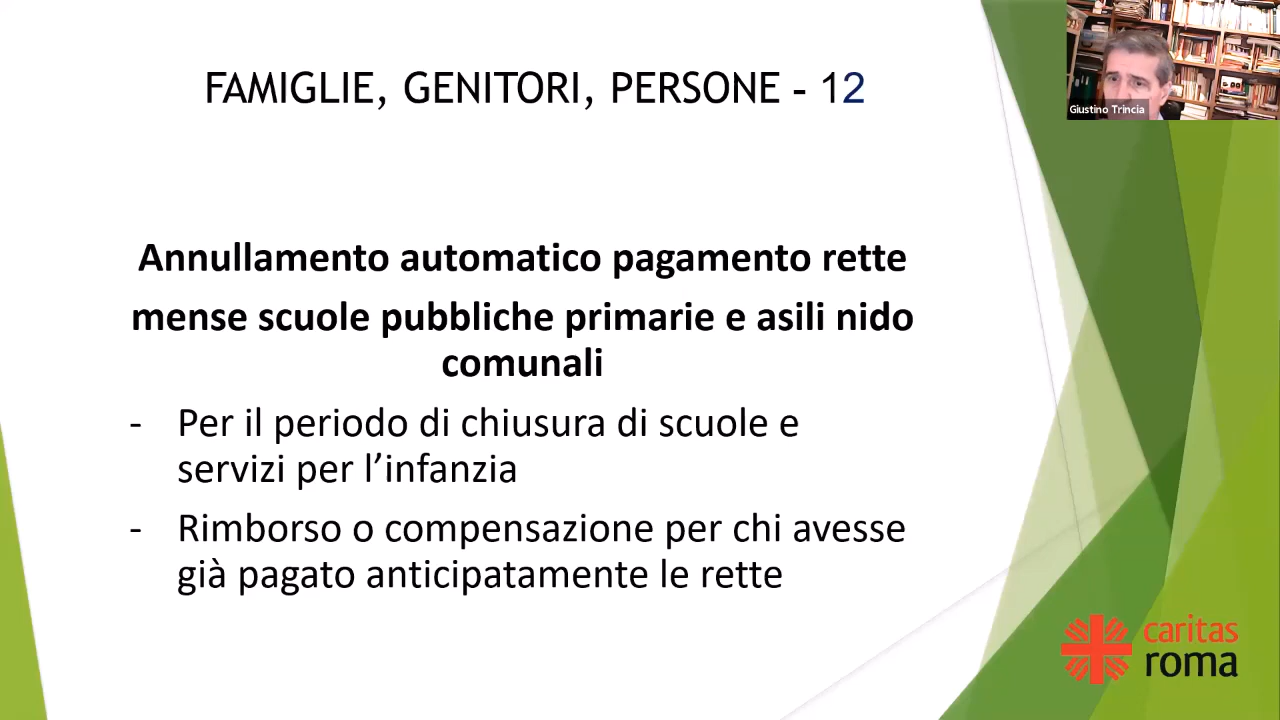 FAMIGLIE, GENITORI, PERSONE - 12
Giustino Trincia
Annullamento automatico pagamento rette
mense scuole pubbliche primarie e asili nido
comunali
- Per il periodo di chiusura di scuole e
servizi per l’infanzia
- Rimborso o compensazione per chi avesse
già pagato anticipatamente le rette
caritas
roma